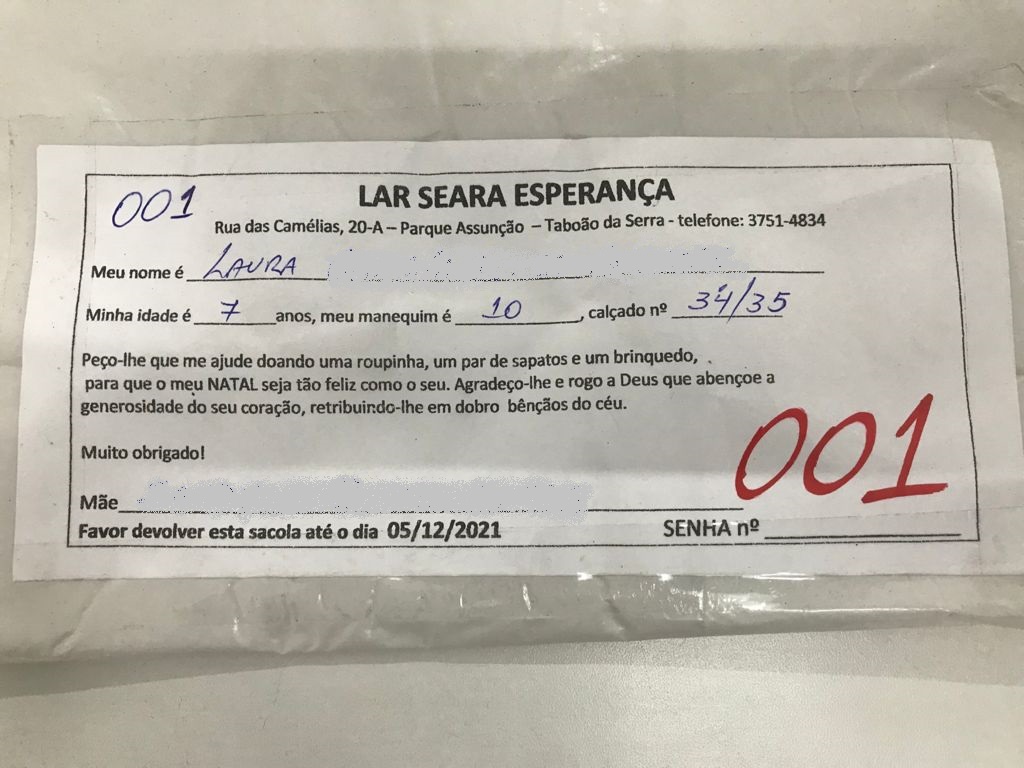 001
LAR SEARA ESPERANÇA
Rua das Camélias, 20-A – Parque Assunção – Taboão da Serra - telefone: 3751-4834
Meu nome é LAURA
Minha idade é 7 anos, meu manequim é 10, calçado nº 34/35
Peço-lhe que me ajude doando uma roupinha, um par de sapatos e um brinquedo,
para que o meu NATAL seja tão feliz como o seu. Agradeço-lhe e rogo a Deus que abençoe a
generosidade do seu coração, retribuindo-lhe em dobro bênçãos do céu.
Muito obrigado!
001
Mãe
Favor devolver esta sacola até o dia 05/12/2021 SENHA nº